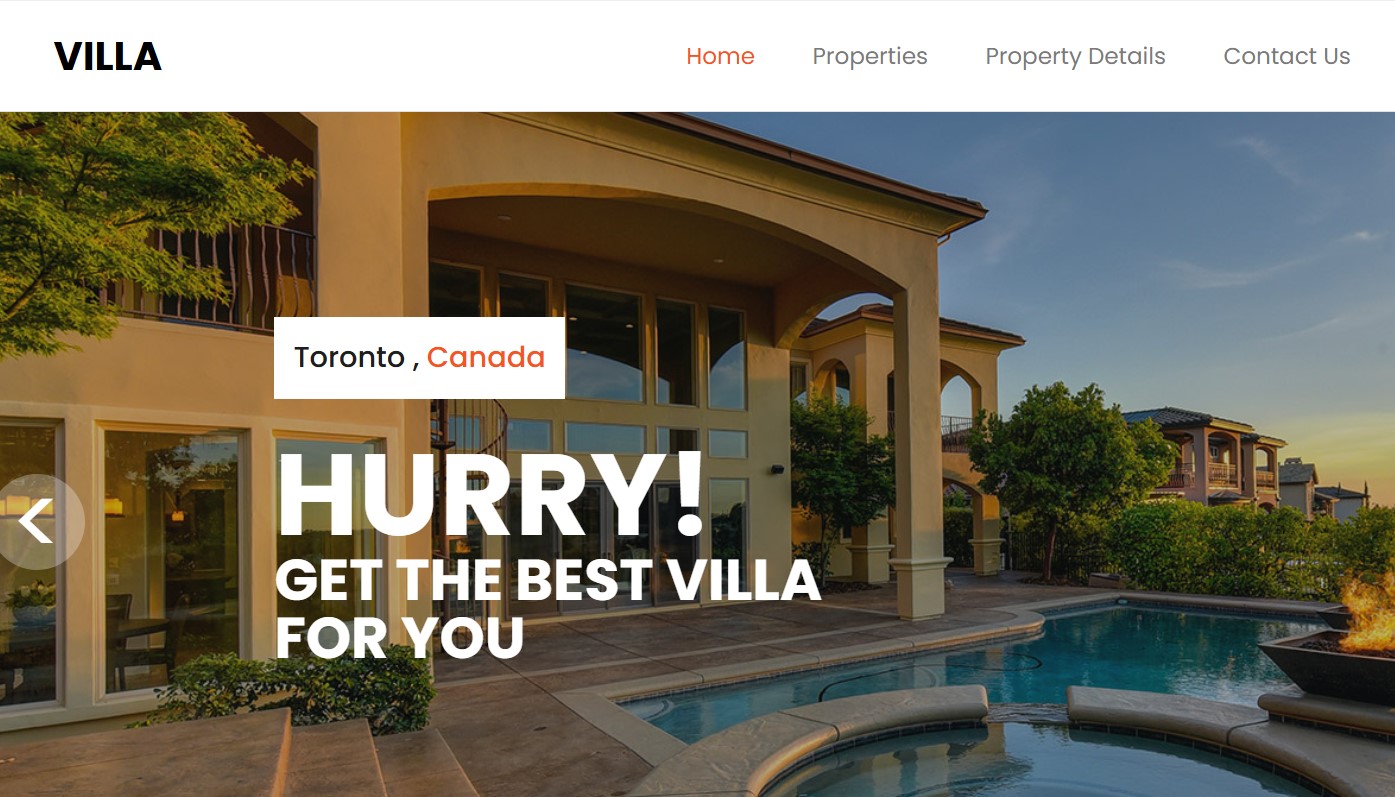 VILLA
Home Properties Property Details Contact Us
Toronto , Canada
HURRY!
GET THE BEST VILLA
FOR YOU